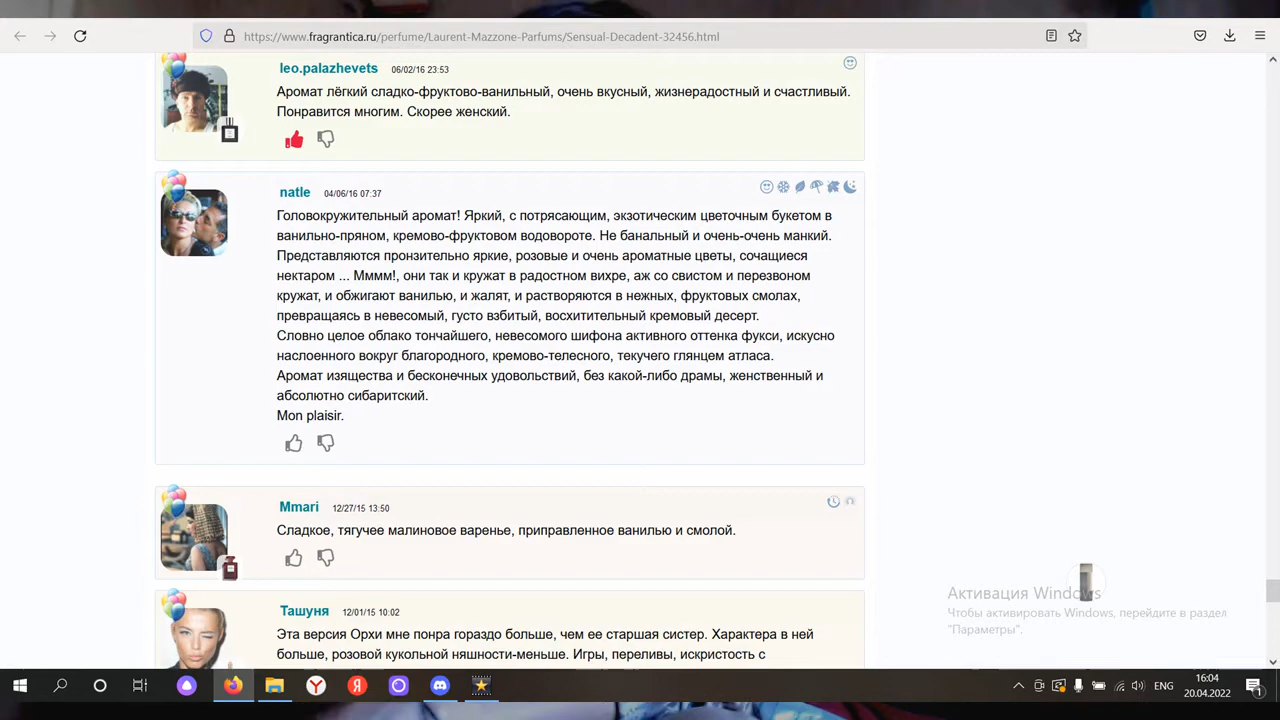 https://www.fragrantica.ru/perfume/Laurent-Mazzone-Parfums/Sensual-Decadent-32456.html
leo.palazhevets 06/02/16 23:53
Аромат лёгкий сладко-фруктово-ванильный, очень вкусный, жизнерадостный и счастливый.
Понравится многим. Скорее женский.
natle 04/06/16 07:37
Головокружительный аромат! Яркий, с потрясающим, экзотическим цветочным букетом в
ванильно-пряном, кремово-фруктовом водовороте. Не банальный и очень-очень манкий.
Представляются пронзительно яркие, розовые и очень ароматные цветы, сочащиеся
нектаром ... Мммм!, они так и кружат в радостном вихре, аж со свистом и перезвоном
кружат, и обжигают ванилью, и жалят, и растворяются в нежных, фруктовых смолах,
превращаясь в невесомый, густо взбитый, восхитительный кремовый десерт.
Словно целое облако тончайшего, невесомого шифона активного оттенка фукси, искусно
наслоенного вокруг благородного, кремово-телесного, текучего глянцем атласа.
Аромат изящества и бесконечных удовольствий, без какой-либо драмы, женственный и
абсолютно сибаритский.
Mon plaisir.
Mmari 12/27/15 13:50
Сладкое, тягучее малиновое варенье, приправленное ванилью и смолой.
Ташуня 12/01/15 10:02
Эта версия Орхи мне понра гораздо больше, чем ее старшая систер. Характера в ней
больше, розовой кукольной няшности-меньше. Игры, переливы, искристость с
Активация Windows
Чтобы активировать Windows, перейдите в раздел
"Параметры".
ENG
16:04
20.04.2022
1